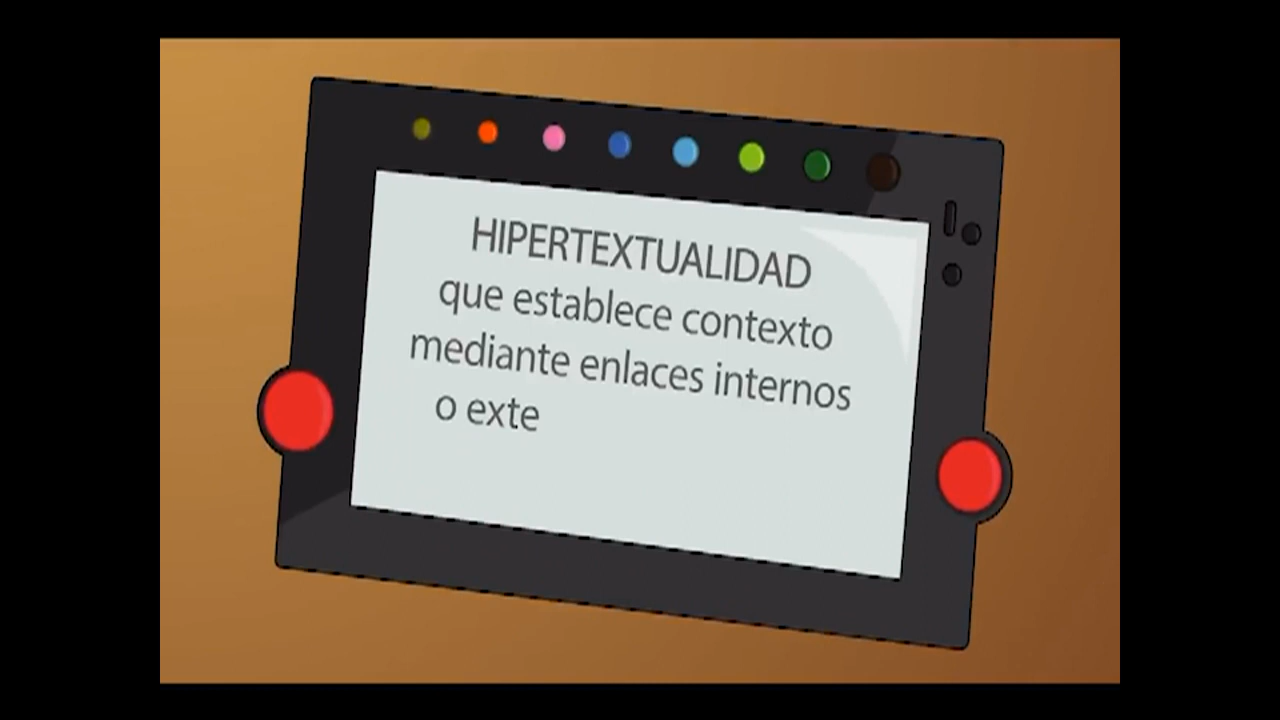 HIPERTEXTUALIDAD
que establece contexto
mediante enlaces internos
o exte